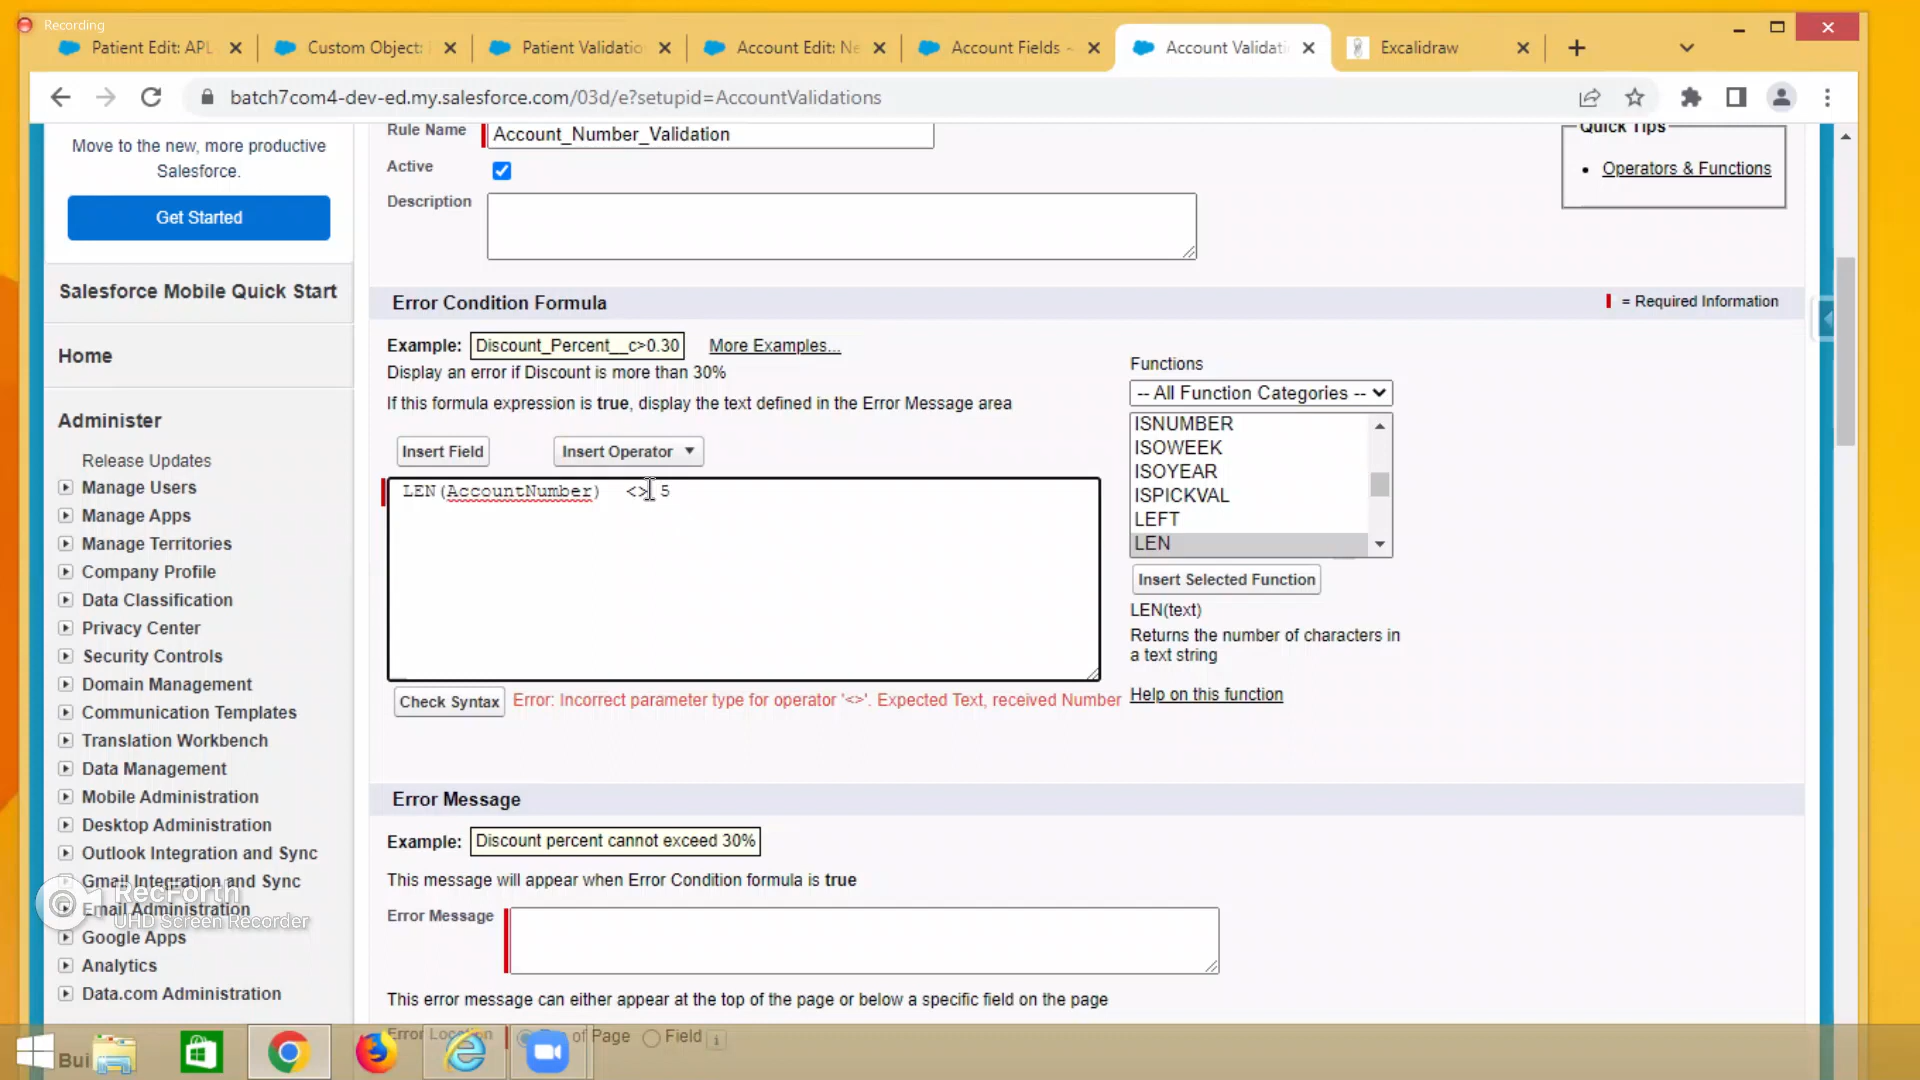 Recording
Patient Edit: APL
Custom Object:
Patient Validatio
Account Edit: Ne
Account Fields -
Account Validati
Excalidraw
batch7com4-dev-ed.my.salesforce.com/03d/e?setupid=AccountValidations
Move to the new, more productive
Salesforce.
Get Started
Salesforce Mobile Quick Start
Home
Administer
Release Updates
Manage Users
Manage Apps
Manage Territories
Company Profile
Data Classification
Privacy Center
Security Controls
Domain Management
Communication Templates
Translation Workbench
Data Management
Mobile Administration
Desktop Administration
Outlook Integration and Sync
Gmail Integration and Sync
Email Administration
Google Apps
Analytics
Data.com Administration
RecForth
UHD Screen Recorder
Bui
Rule Name
Account_Number_Validation
Active
Description
Quick Tips
Operators & Functions
Error Condition Formula
= Required Information
Example: Discount_Percent__c>0.30 More Examples...
Display an error if Discount is more than 30%
If this formula expression is true, display the text defined in the Error Message area
Insert Field
Insert Operator
LEN(AccountNumber) <> 5
Functions
-- All Function Categories --
ISNUMBER
ISOWEEK
ISOYEAR
ISPICKVAL
LEFT
LEN
Insert Selected Function
LEN(text)
Returns the number of characters in
a text string
Help on this function
Check Syntax
Error: Incorrect parameter type for operator '<>'. Expected Text, received Number
Error Message
Example: Discount percent cannot exceed 30%
This message will appear when Error Condition formula is true
Error Message
This error message can either appear at the top of the page or below a specific field on the page
Error Location
of Page
Field
i